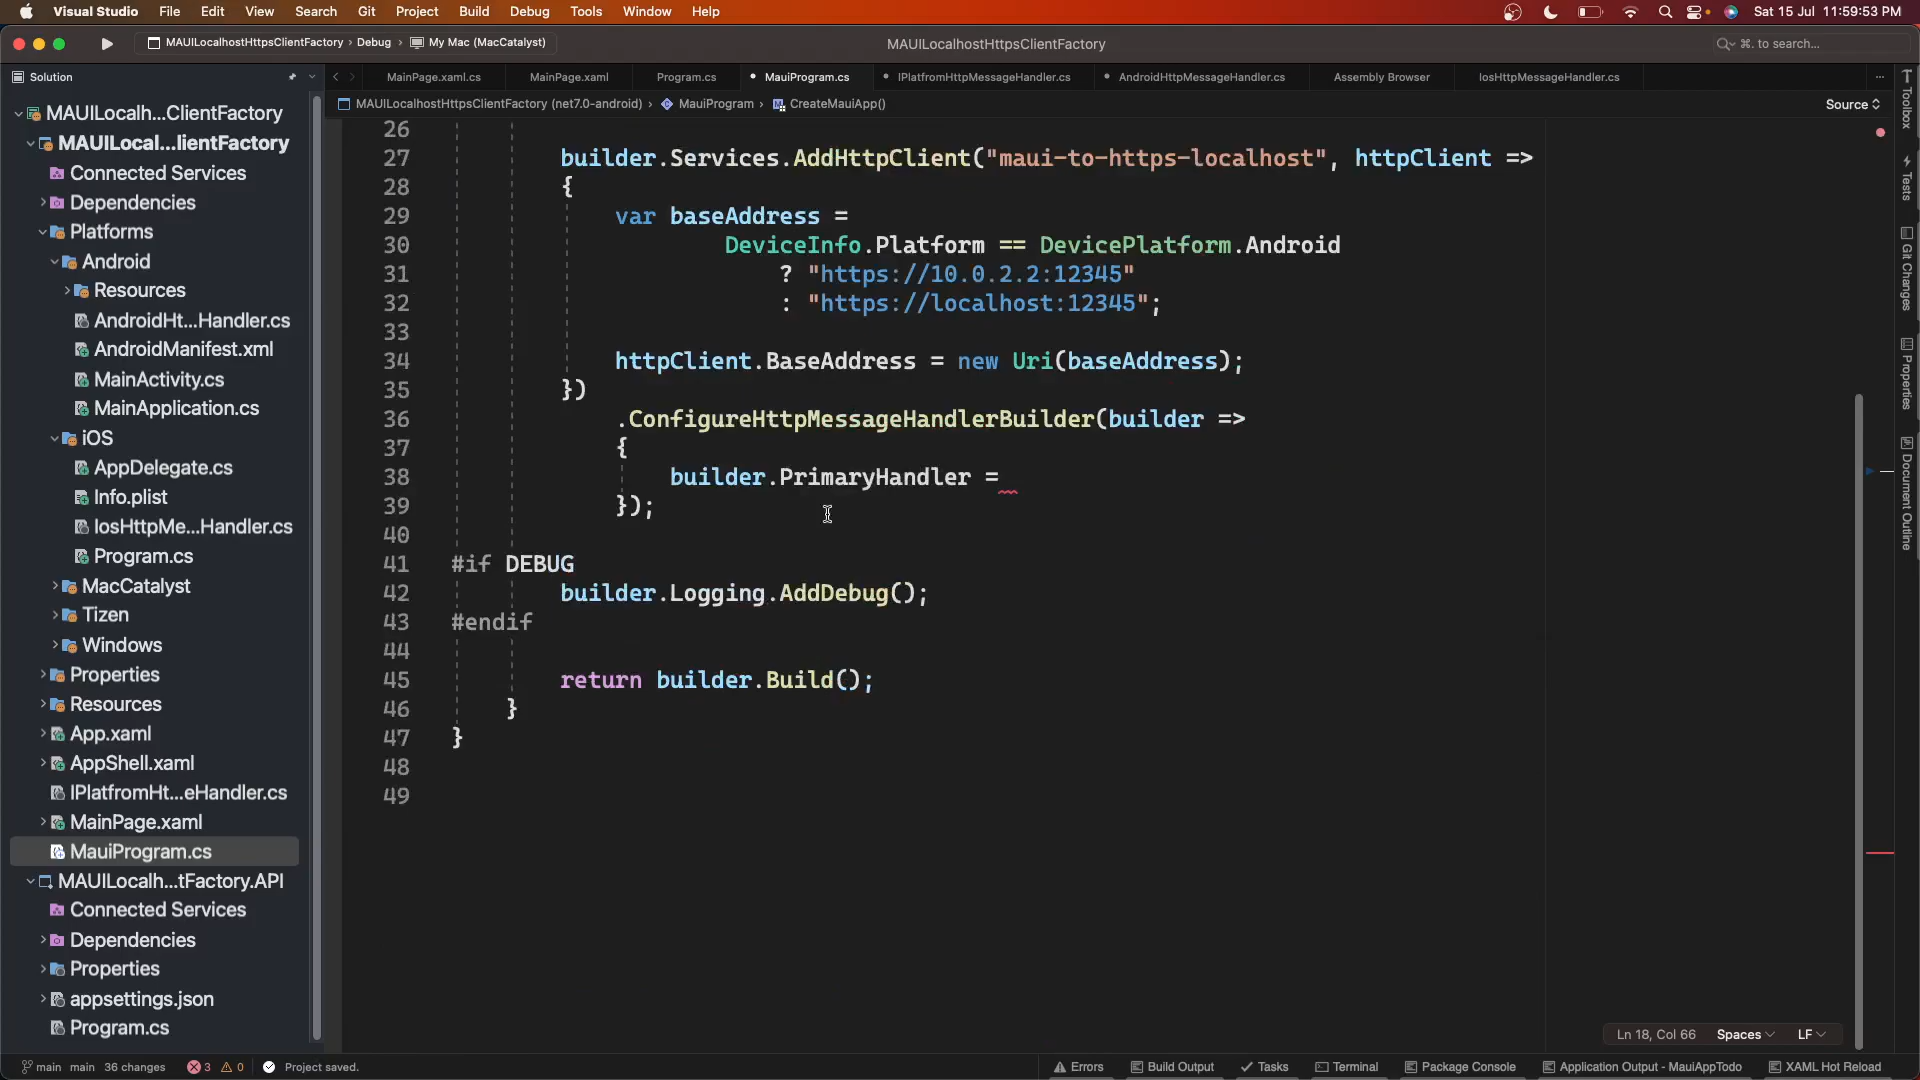 Visual Studio File Edit View Search Git Project Build Debug Tools Window Help Sat 15 Jul 11:59:53 PM
MAUILocalhostHttpsClientFactory › Debug › My Mac (MacCatalyst) MAUILocalhostHttpsClientFactory ⌘. to search...
Solution MainPage.xaml.cs MainPage.xaml Program.cs MauiProgram.cs IPlatfromHttpMessageHandler.cs AndroidHttpMessageHandler.cs Assembly Browser IosHttpMessageHandler.cs
MAUILocalhostHttpsClientFactory (net7.0-android) › MauiProgram › CreateMauiApp() Source
MAUILocalh...ClientFactory
MAUILocal...lientFactory
Connected Services
Dependencies
Platforms
Android
Resources
AndroidHt...Handler.cs
AndroidManifest.xml
MainActivity.cs
MainApplication.cs
iOS
AppDelegate.cs
Info.plist
IosHttpMe...Handler.cs
Program.cs
MacCatalyst
Tizen
Windows
Properties
Resources
App.xaml
AppShell.xaml
IPlatfromHt...eHandler.cs
MainPage.xaml
MauiProgram.cs
MAUILocalh...tFactory.API
Connected Services
Dependencies
Properties
appsettings.json
Program.cs
26
27 builder.Services.AddHttpClient("maui-to-https-localhost", httpClient =>
28 {
29 var baseAddress =
30 DeviceInfo.Platform == DevicePlatform.Android
31 ? "https://10.0.2.2:12345"
32 : "https://localhost:12345";
33
34 httpClient.BaseAddress = new Uri(baseAddress);
35 })
36 .ConfigureHttpMessageHandlerBuilder(builder =>
37 {
38 builder.PrimaryHandler =
39 });
40
41 #if DEBUG
42 builder.Logging.AddDebug();
43 #endif
44
45 return builder.Build();
46 }
47 }
48
49
Toolbox
Tests
Git Changes
Properties
Document Outline
Ln 18, Col 66 Spaces LF
main main 36 changes 3 0 Project saved. Errors Build Output Tasks Terminal Package Console Application Output - MauiAppTodo XAML Hot Reload